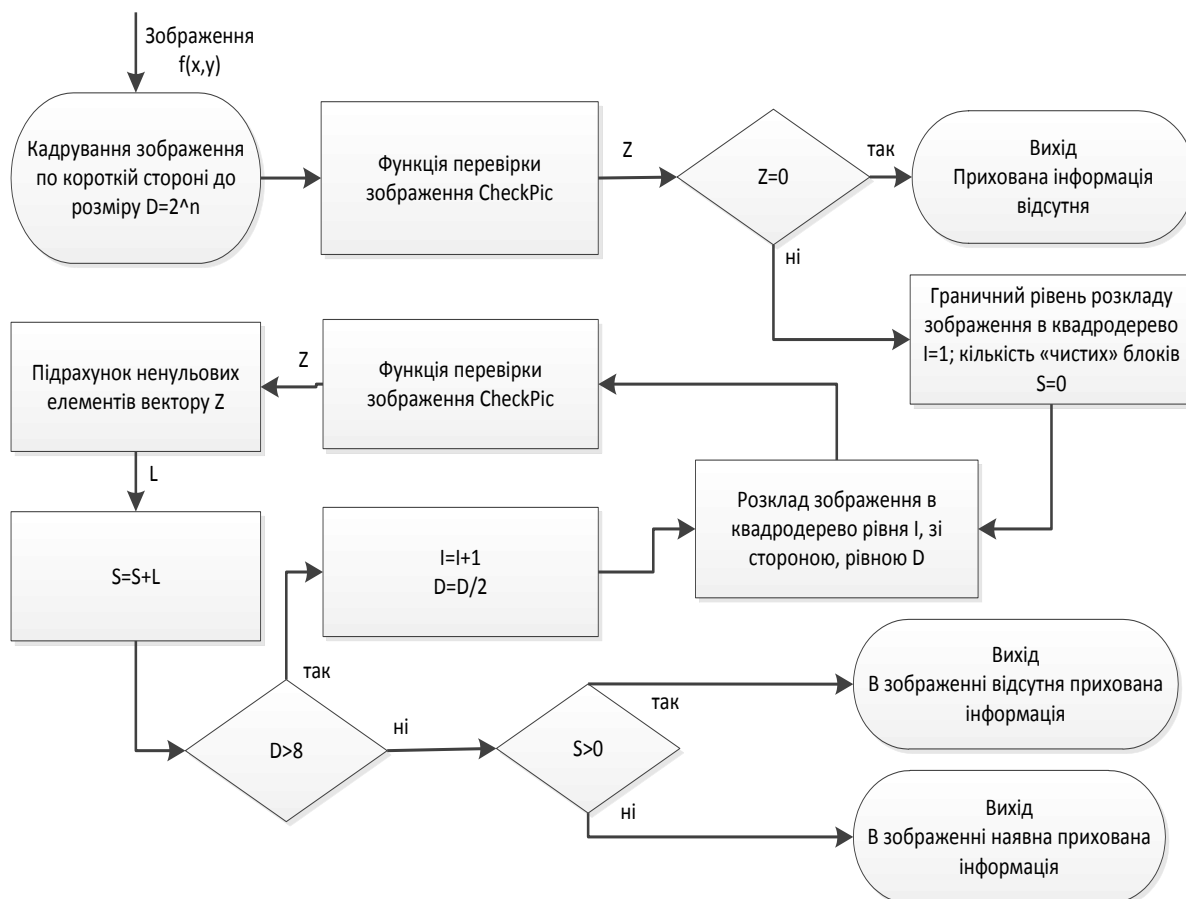 Зображення
f(x,y)
Кадрування зображення
по короткій стороні до
розміру D=2^n
Функція перевірки
зображення CheckPic
Z
Z=0
так
Вихід
Прихована інформація
відсутня
ні
Граничний рівень розкладу
зображення в квадродерево
I=1; кількість «чистих» блоків
S=0
Підрахунок ненульових
елементів вектору Z
Z
Функція перевірки
зображення CheckPic
L
Розклад зображення в
квадродерево рівня I, зі
стороною, рівною D
S=S+L
I=I+1
D=D/2
так
D>8
ні
S>0
так
Вихід
В зображенні відсутня прихована
інформація
ні
Вихід
В зображенні наявна прихована
інформація